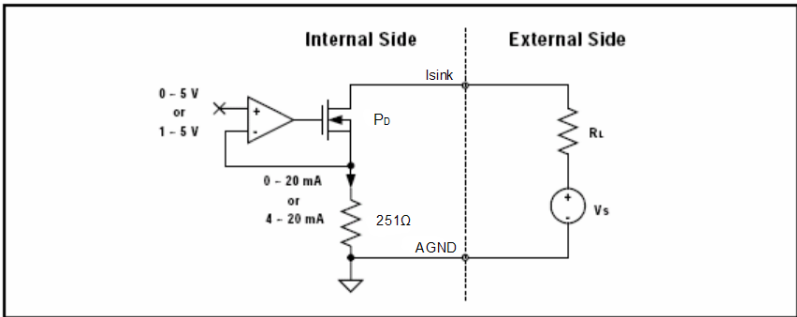 Internal Side
External Side
Isink
0 - 5 V
or
1 - 5 V
+
-
PD
RL
0 - 20 mA
or
4 - 20 mA
251Ω
+
-
Vs
AGND